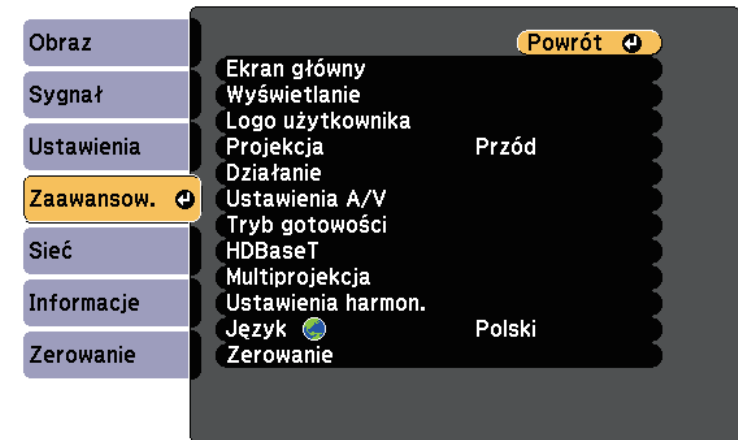 Obraz
Sygnał
Ustawienia
Zaawansow.
Sieć
Informacje
Zerowanie
Powrót
Ekran główny
Wyświetlanie
Logo użytkownika
Projekcja Przód
Działanie
Ustawienia A/V
Tryb gotowości
HDBaseT
Multiprojekcja
Ustawienia harmon.
Język Polski
Zerowanie